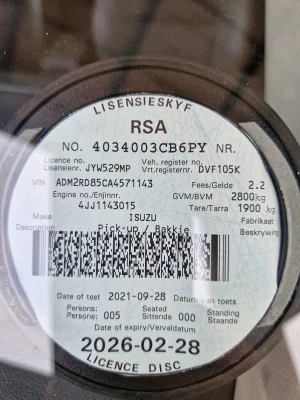 LISENSIESKYF
RSA
NO. 4034003CB6PY NR.
Licence no./ Veh. register no./
Lisensienr. JYW529MP Vrt.registernr. DVF105K
VIN ADM2RD85CA4571143 Fees/Gelde 2.2
Engine no./Enjinnr. GVM/BVM 2800kg
4JJ1143015 Tare/Tarra 1900 kg
Make ISUZU Fabrikaat
Pick-up / Bakkie Beskrywing
Date of test 2021-09-28 Datum van toets
Persons: Seated Standing
Persone: 005 Sittende 000 Staande
Date of expiry/Vervaldatum
2026-02-28
LICENCE DISC